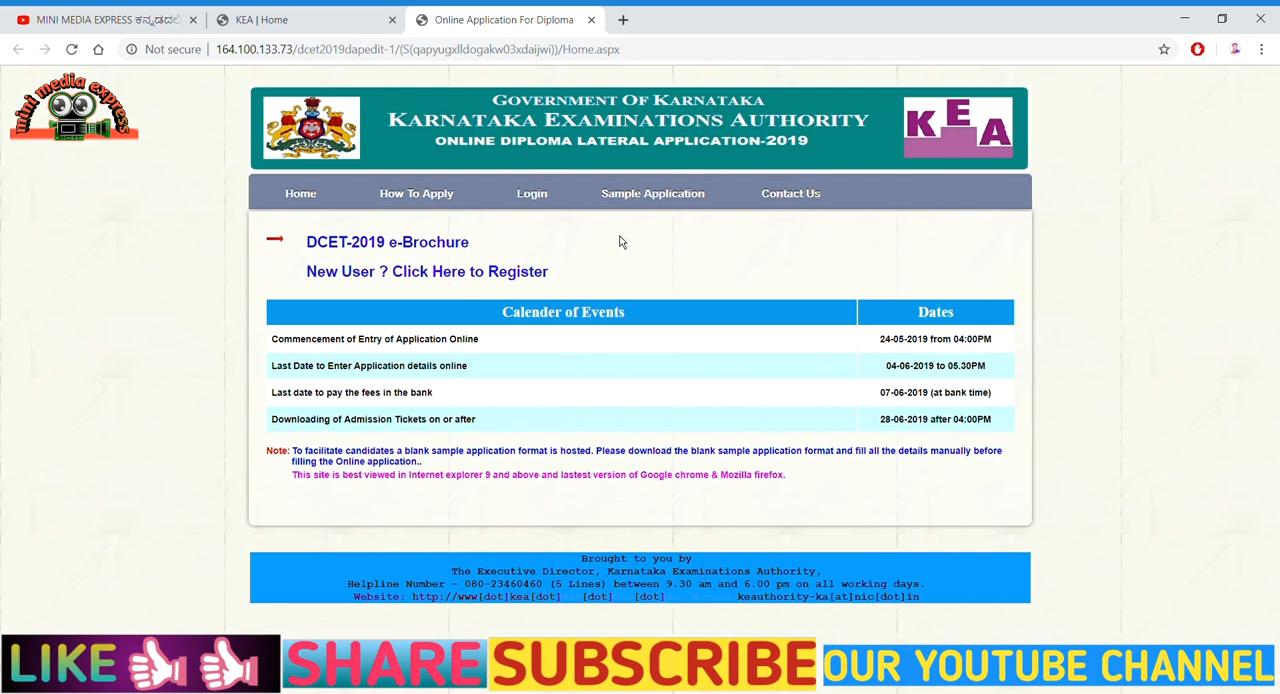 MINI MEDIA EXPRESS ಕನ್ನಡದಲಿ
KEA | Home
Online Application For Diploma
Not secure
164.100.133.73/dcet2019dapedit-1/(S(qapyugxlldogakw03xdaijwi))/Home.aspx
mini media express
GOVERNMENT OF KARNATAKA
KARNATAKA EXAMINATIONS AUTHORITY
ONLINE DIPLOMA LATERAL APPLICATION-2019
KEA
Home How To Apply Login Sample Application Contact Us
DCET-2019 e-Brochure
New User ? Click Here to Register
Calender of Events Dates
Commencement of Entry of Application Online 24-05-2019 from 04:00PM
Last Date to Enter Application details online 04-06-2019 to 05.30PM
Last date to pay the fees in the bank 07-06-2019 (at bank time)
Downloading of Admission Tickets on or after 28-06-2019 after 04:00PM
Note: To facilitate candidates a blank sample application format is hosted. Please download the blank sample application format and fill all the details manually before
filling the Online application..
This site is best viewed in Internet explorer 9 and above and lastest version of Google chrome & Mozilla firefox.
Brought to you by
The Executive Director, Karnataka Examinations Authority,
Helpline Number - 080-23460460 (5 Lines) between 9.30 am and 6.00 pm on all working days.
Website: http://www[dot]kea[dot] [dot] [dot] keauthority-ka[at]nic[dot]in
LIKE SHARE SUBSCRIBE OUR YOUTUBE CHANNEL